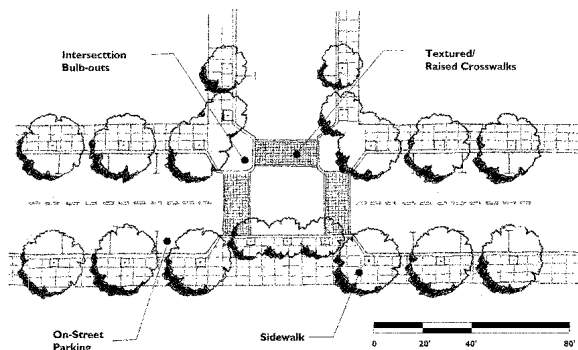 Intersecttion
Bulb-outs
Textured/
Raised Crosswalks
On-Street
Parking
Sidewalk
0 20' 40' 80'